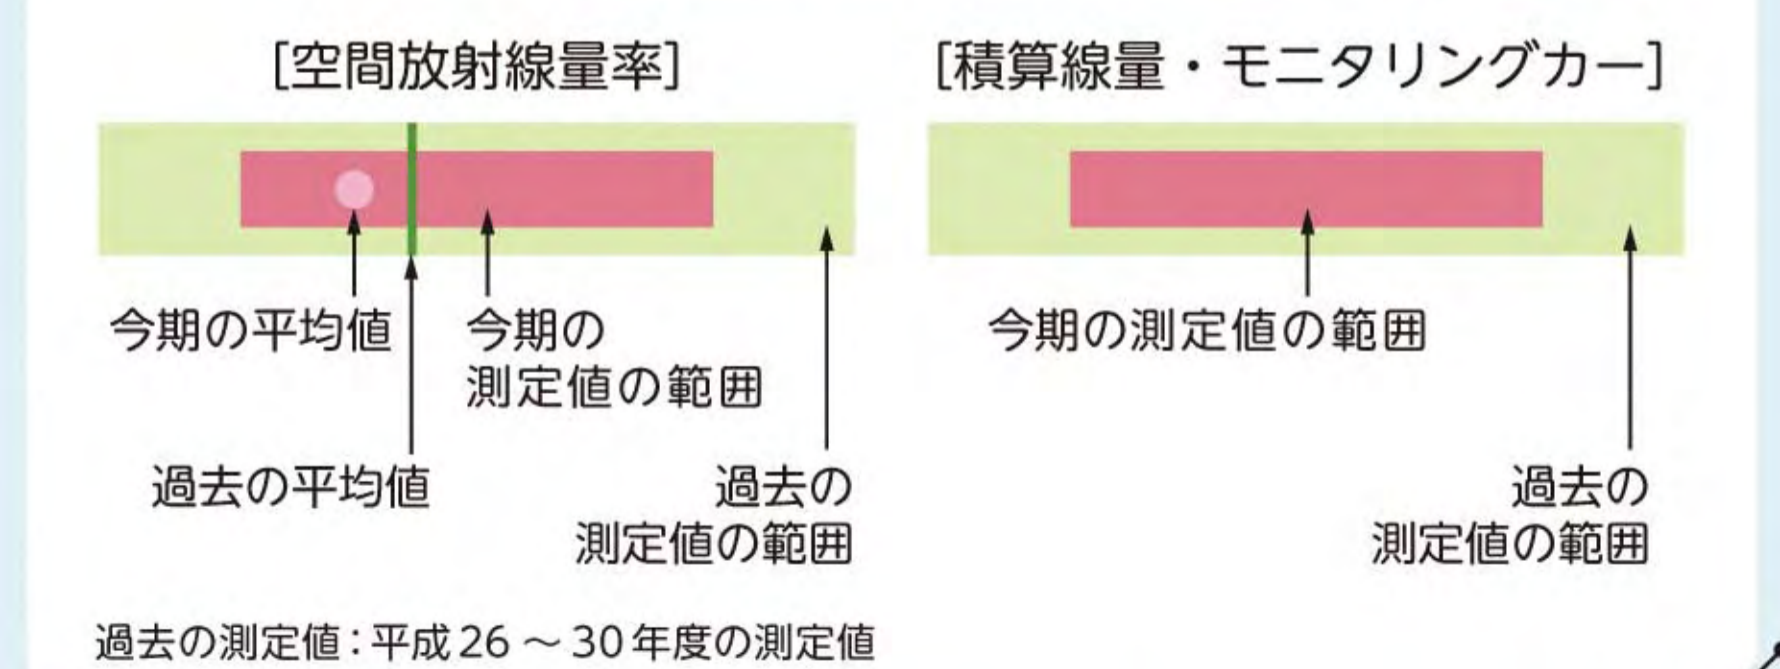 [空間放射線量率]
今期の平均値
今期の
測定値の範囲
過去の平均値
過去の
測定値の範囲
[積算線量・モニタリングカー]
今期の測定値の範囲
過去の
測定値の範囲
過去の測定値：平成26～30年度の測定値